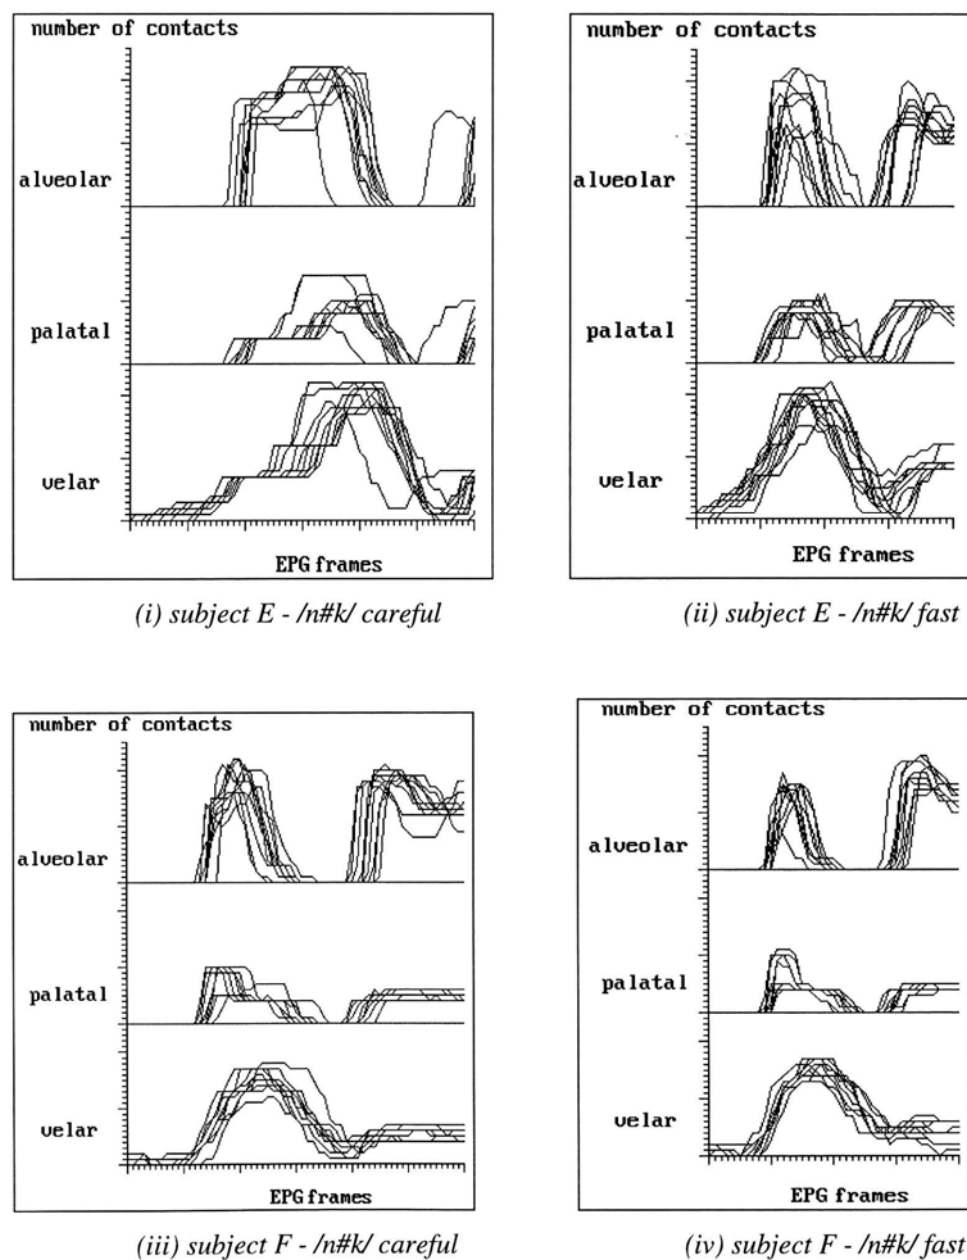 number of contacts
alveolar
palatal
velar
EPG frames
(i) subject E - /n#k/ careful
number of contacts
alveolar
palatal
velar
EPG frames
(ii) subject E - /n#k/ fast
number of contacts
alveolar
palatal
velar
EPG frames
(iii) subject F - /n#k/ careful
number of contacts
alveolar
palatal
velar
EPG frames
(iv) subject F - /n#k/ fast